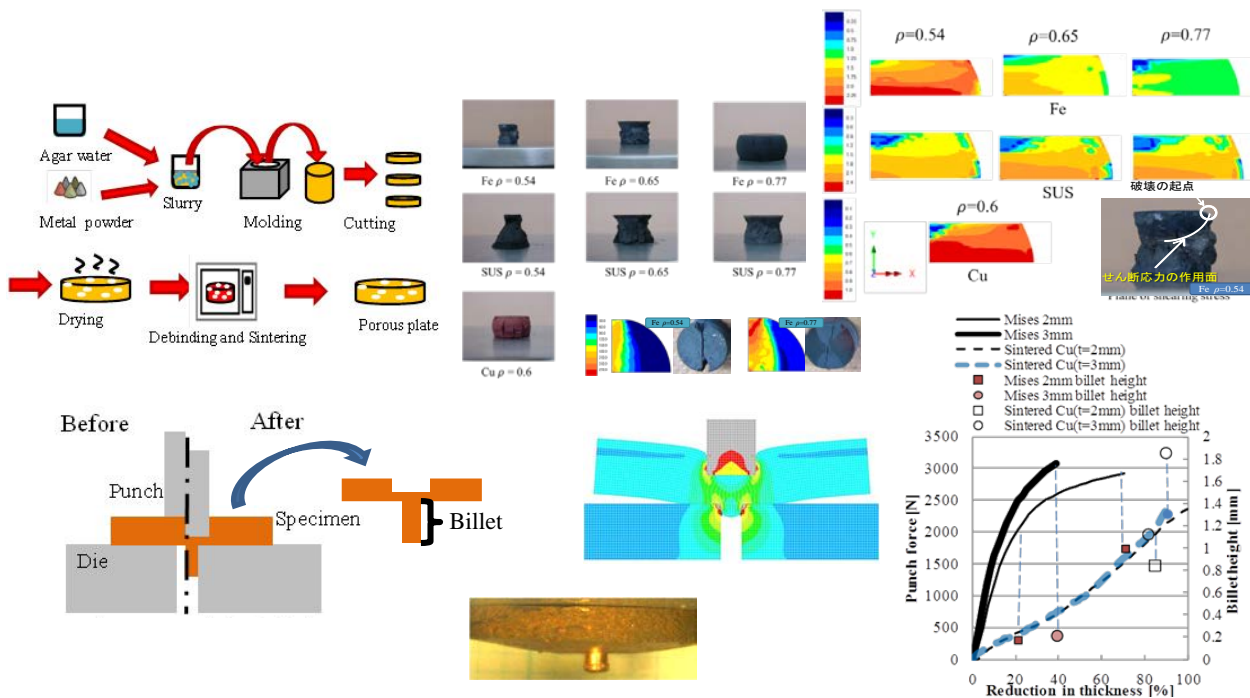 Agar water
Metal powder
Slurry
Molding
Cutting
Drying
Debinding and Sintering
Porous plate
Fe ρ = 0.54
Fe ρ = 0.65
Fe ρ = 0.77
SUS ρ = 0.54
SUS ρ = 0.65
SUS ρ = 0.77
Cu ρ = 0.6
Fe ρ=0.54
Fe ρ=0.77
ρ=0.54
ρ=0.65
ρ=0.77
Fe
SUS
ρ=0.6
Cu
破壊の起点
せん断応力の作用面
Fe ρ=0.54
Before
After
Punch
Specimen
Die
Billet
Mises 2mm
Mises 3mm
Sintered Cu(t=2mm)
Sintered Cu(t=3mm)
Mises 2mm billet height
Mises 3mm billet height
Sintered Cu(t=2mm) billet height
Sintered Cu(t=3mm) billet height
3500
3000
2500
2000
1500
1000
500
0
Punch force [N]
2
1.8
1.6
1.4
1.2
1
0.8
0.6
0.4
0.2
0
Billet height [mm]
0 20 40 60 80 100
Reduction in thickness [%]